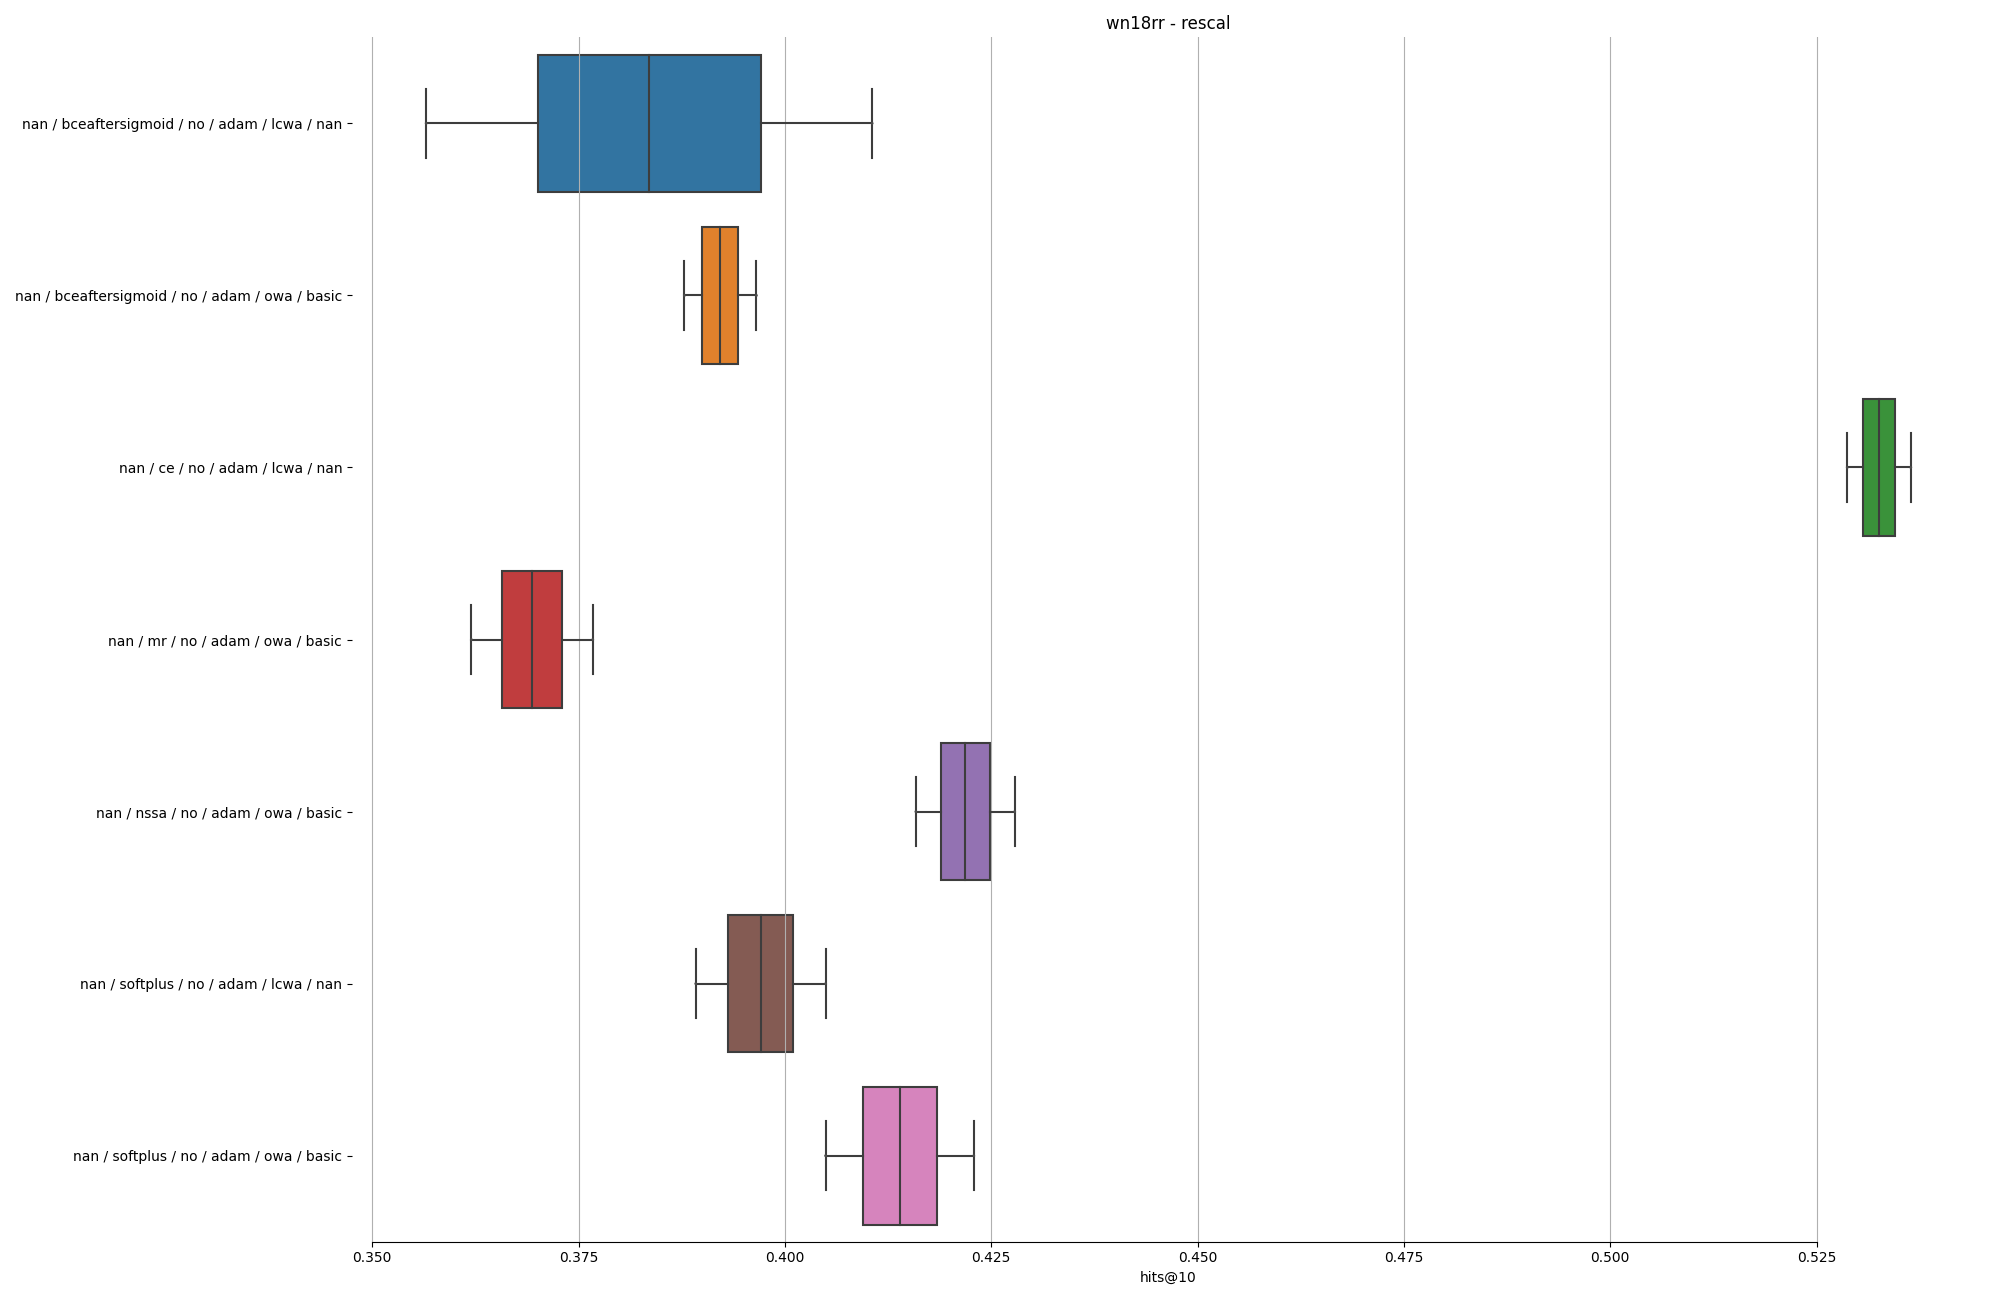 wn18rr - rescal
nan / bceaftersigmoid / no / adam / lcwa / nan
nan / bceaftersigmoid / no / adam / owa / basic
nan / ce / no / adam / lcwa / nan
nan / mr / no / adam / owa / basic
nan / nssa / no / adam / owa / basic
nan / softplus / no / adam / lcwa / nan
nan / softplus / no / adam / owa / basic
0.350 0.375 0.400 0.425 0.450 0.475 0.500 0.525
hits@10